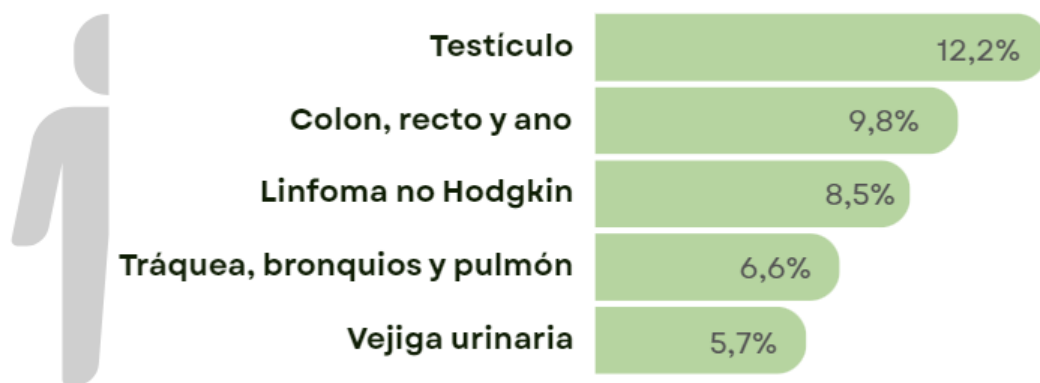 Testículo 12,2%
Colon, recto y ano 9,8%
Linfoma no Hodgkin 8,5%
Tráquea, bronquios y pulmón 6,6%
Vejiga urinaria 5,7%